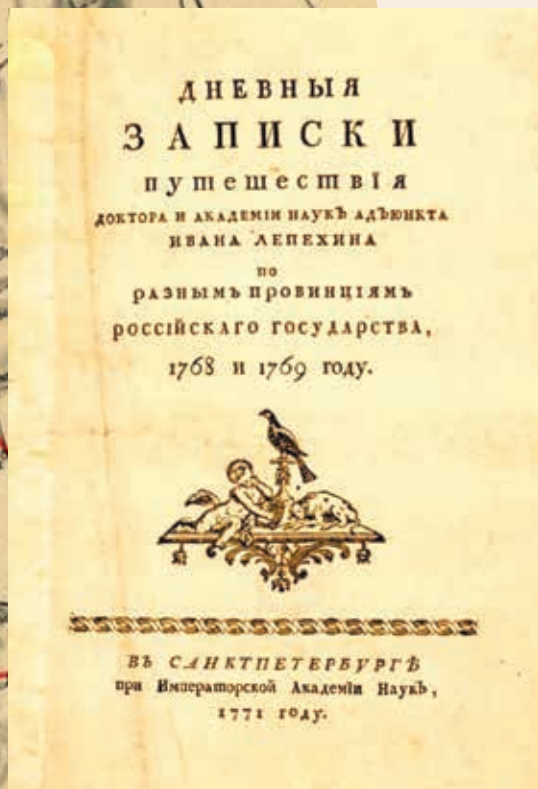 ДНЕВНЫЯ
ЗАПИСКИ
путешествїя
ДОКТОРА И АКАДЕМІИ НАУКЪ АДЪЮНКТА
ИВАНА ЛЕПЕХИНА
по
РАЗНЫМЪ ПРОВИНЦІЯМЪ
РОССІЙСКАГО ГОСУДАРСТВА,
1768 и 1769 году.
ВЪ САНКТПЕТЕРБУРГѢ
при Императорской Академіи Наукъ,
1771 году.